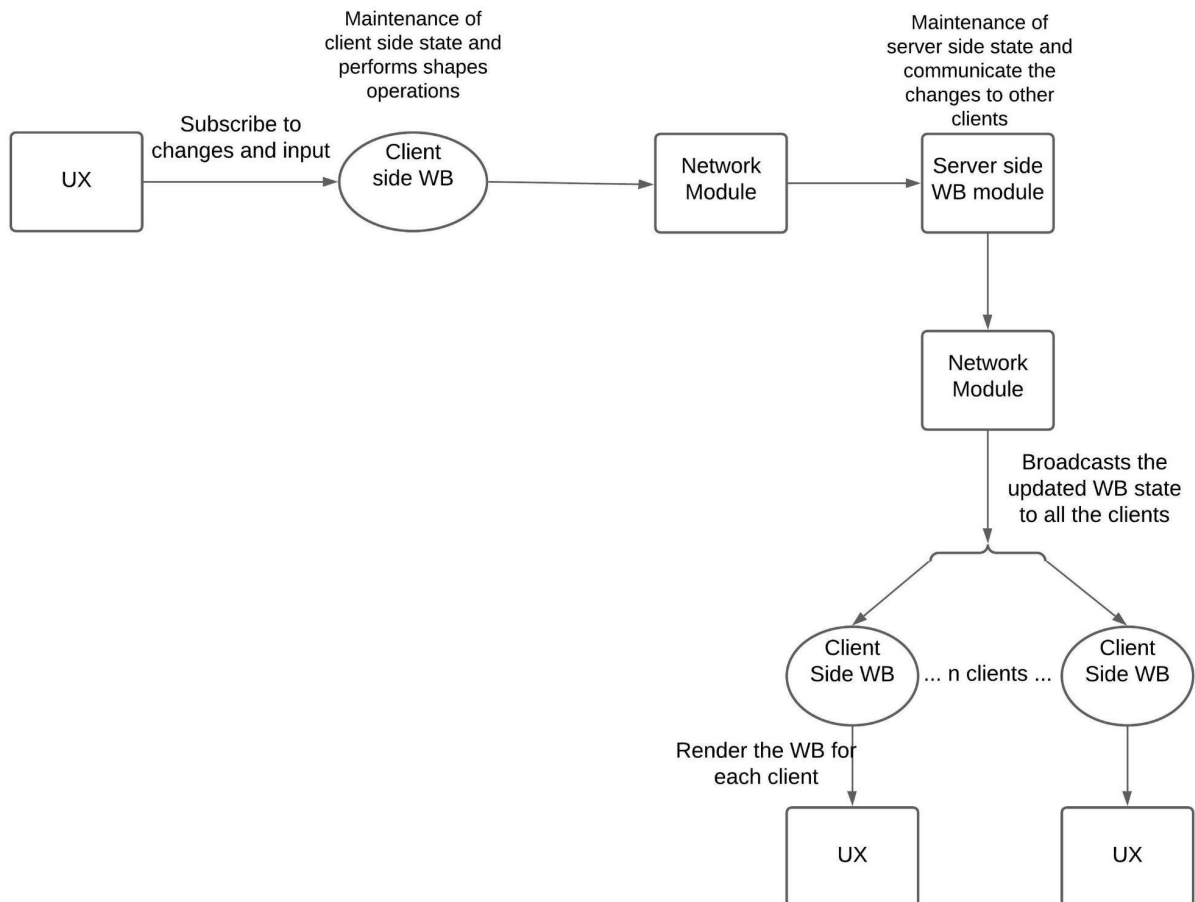 Maintenance of
client side state and
performs shapes
operations
Maintenance of
server side state and
communicate the
changes to other
clients
Subscribe to
changes and input
UX
Client
side WB
Network
Module
Server side
WB module
Network
Module
Broadcasts the
updated WB state
to all the clients
Client
Side WB
... n clients ...
Client
Side WB
Render the WB for
each client
UX
UX